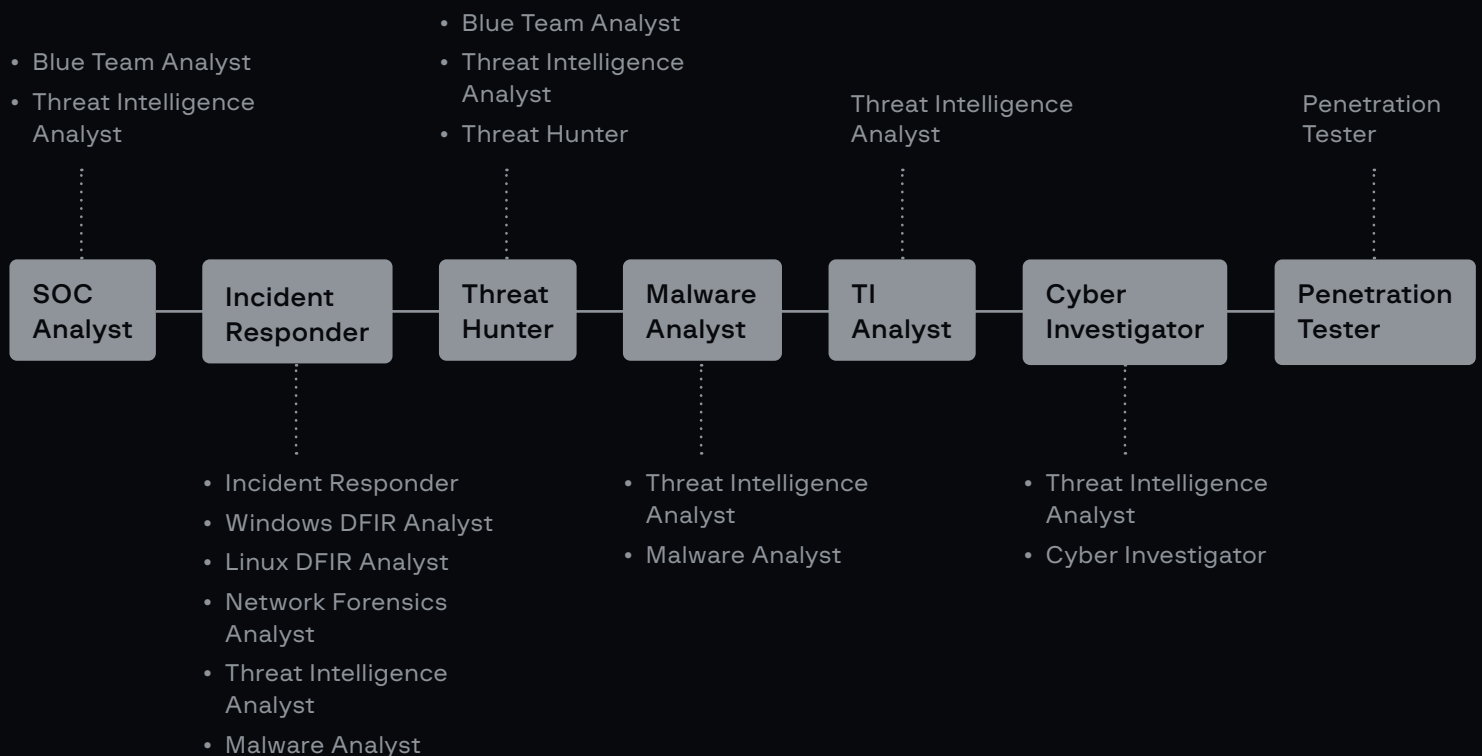 • Blue Team Analyst
• Threat Intelligence
Analyst
• Blue Team Analyst
• Threat Intelligence
Analyst
• Threat Hunter
Threat Intelligence
Analyst
Penetration
Tester
SOC
Analyst
Incident
Responder
Threat
Hunter
Malware
Analyst
TI
Analyst
Cyber
Investigator
Penetration
Tester
• Incident Responder
• Windows DFIR Analyst
• Linux DFIR Analyst
• Network Forensics
Analyst
• Threat Intelligence
Analyst
• Malware Analyst
• Threat Intelligence
Analyst
• Malware Analyst
• Threat Intelligence
Analyst
• Cyber Investigator